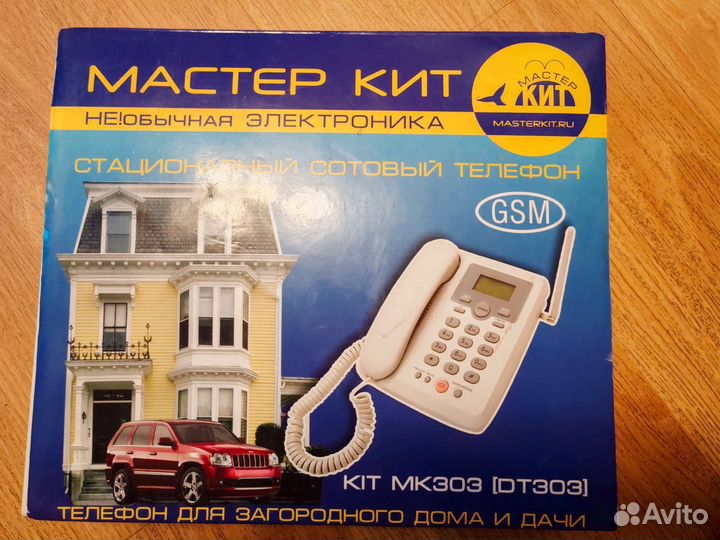 МАСТЕР КИТ
НЕ!ОБЫЧНАЯ ЭЛЕКТРОНИКА
МАСТЕР
КИТ
MASTERKIT.RU
СТАЦИОНАРНЫЙ СОТОВЫЙ ТЕЛЕФОН
GSM
KIT MK303 [DT303]
ТЕЛЕФОН ДЛЯ ЗАГОРОДНОГО ДОМА И ДАЧИ
Avito